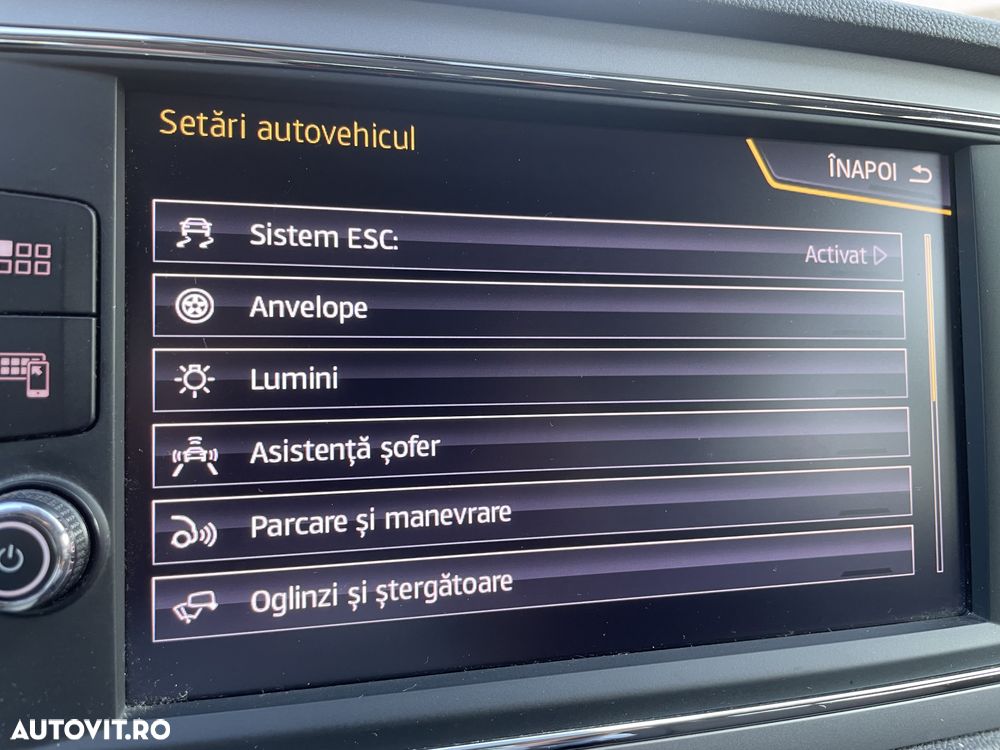 Setări autovehicul
ÎNAPOI
Sistem ESC:
Activat
Anvelope
Lumini
Asistență șofer
Parcare și manevrare
Oglinzi și ștergătoare
AUTOVIT.RO